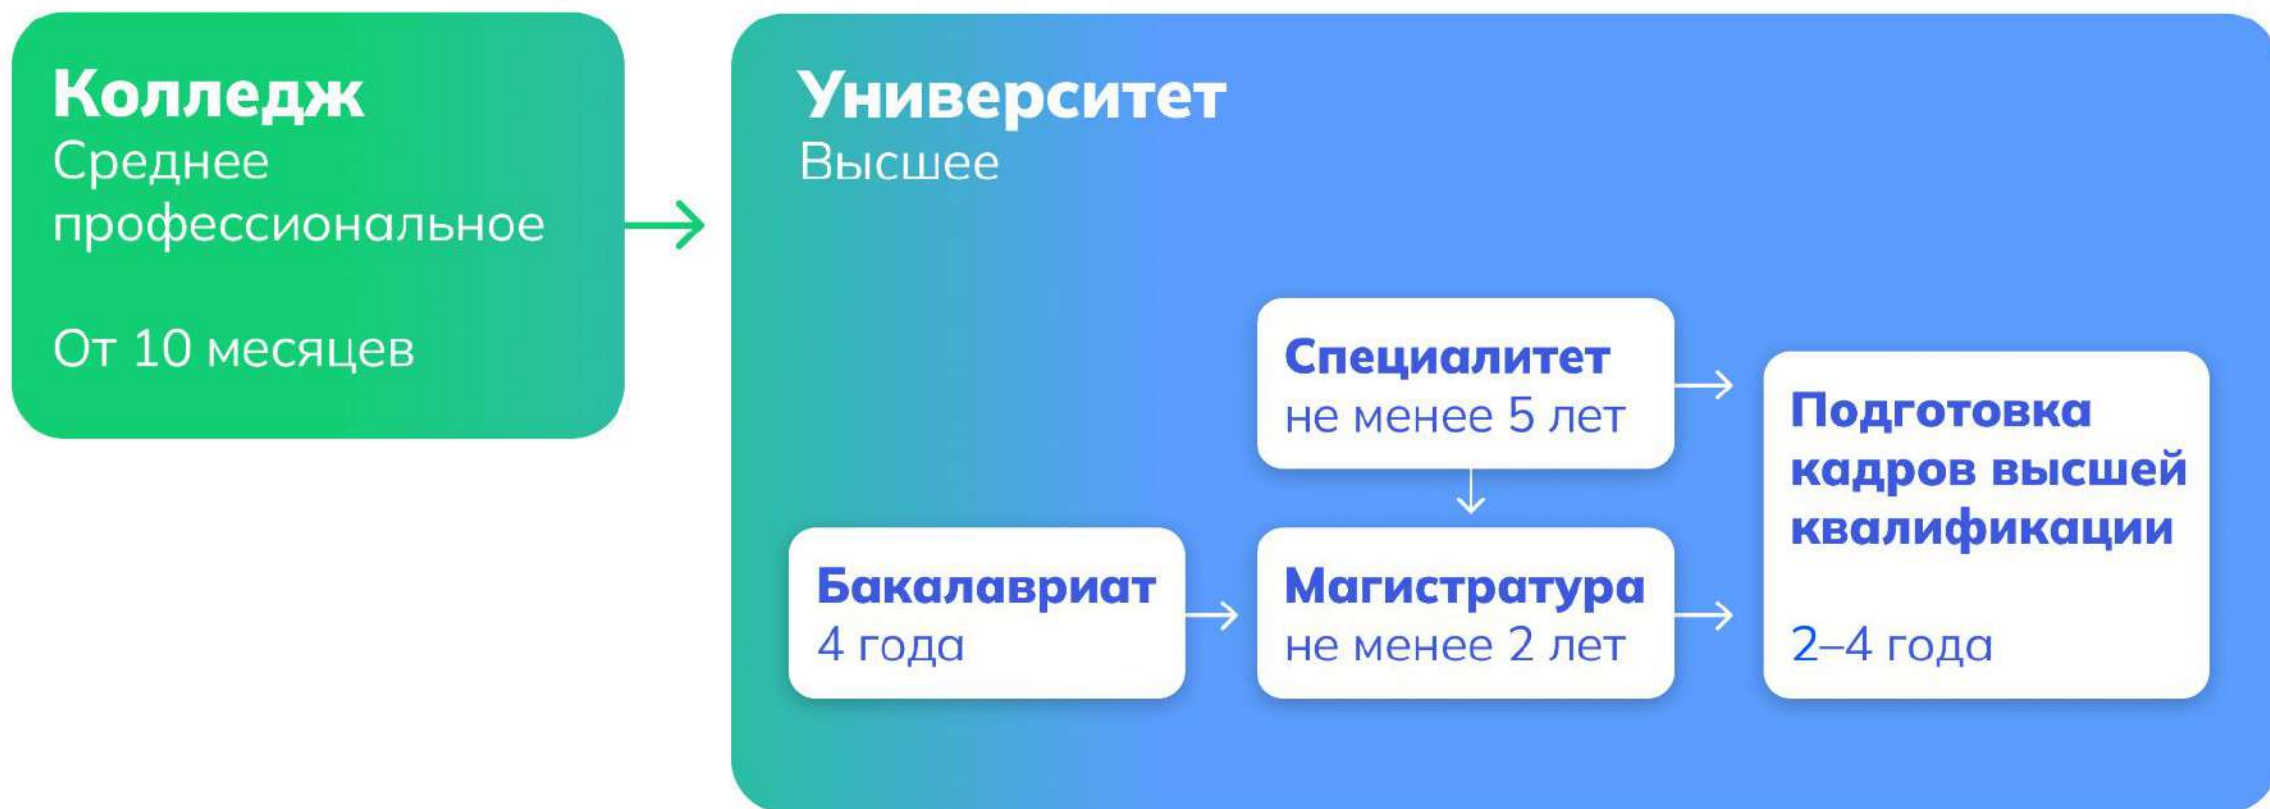 Колледж
Среднее
профессиональное
От 10 месяцев
Университет
Высшее
Специалитет
не менее 5 лет
Бакалавриат
4 года
Магистратура
не менее 2 лет
Подготовка
кадров высшей
квалификации
2–4 года